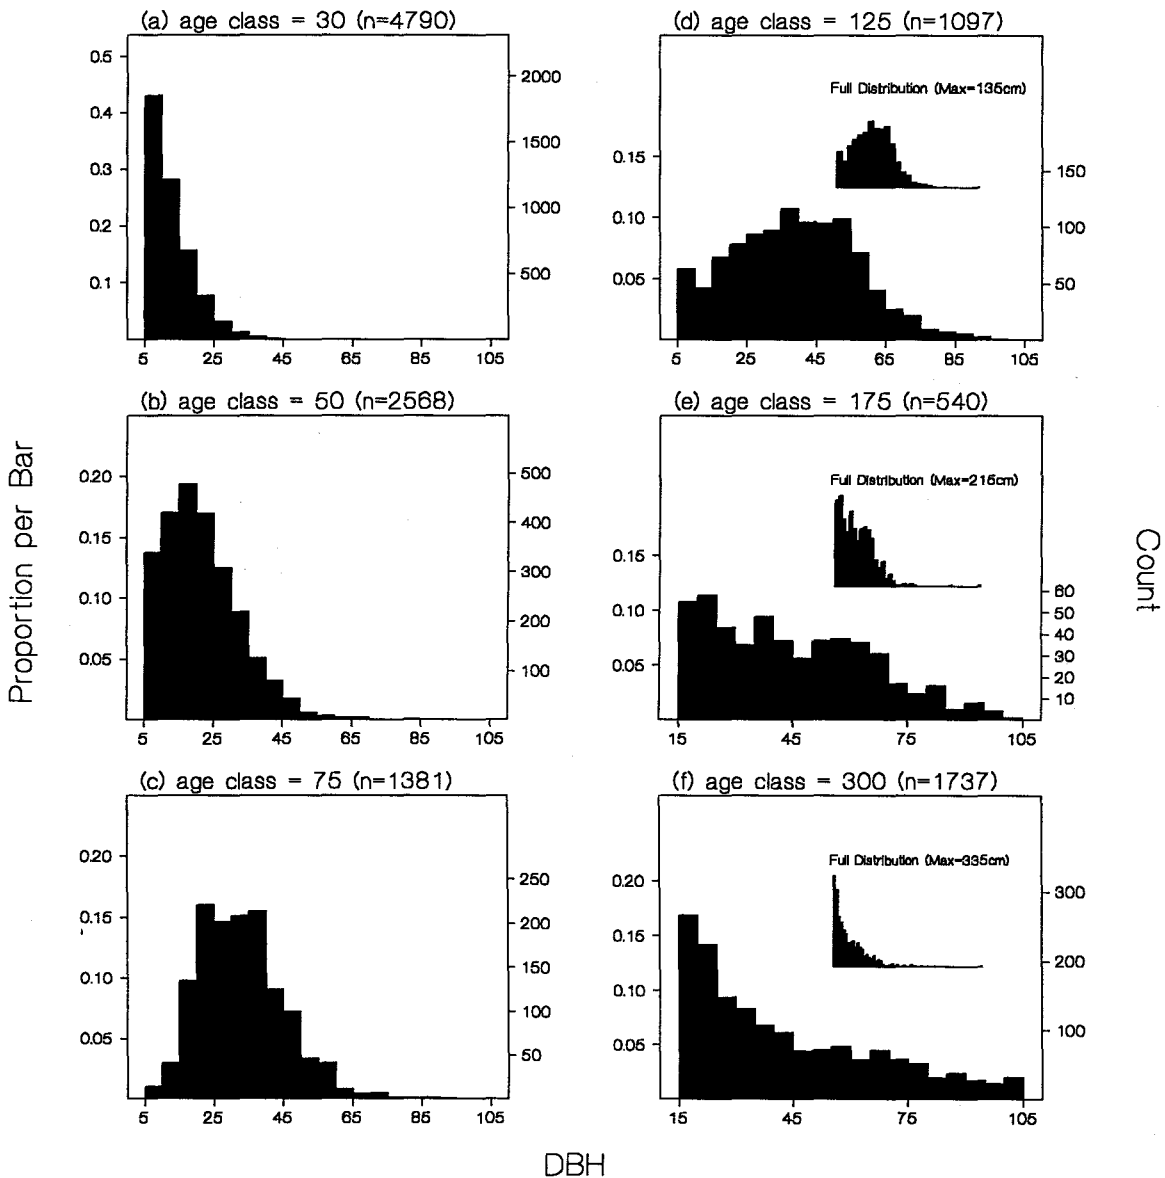 (a) age class = 30 (n=4790)
0.5
0.4
0.3
0.2
0.1
2000
1500
1000
500
5 25 45 65 85 105
(b) age class = 50 (n=2568)
0.20
0.15
0.10
0.05
500
400
300
200
100
5 25 45 65 85 105
(c) age class = 75 (n=1381)
0.20
0.15
0.10
0.05
250
200
150
100
50
5 25 45 65 85 105
(d) age class = 125 (n=1097)
Full Distribution (Max=135cm)
0.15
0.10
0.05
150
100
50
5 25 45 65 85 105
(e) age class = 175 (n=540)
Full Distribution (Max=215cm)
0.15
0.10
0.05
60
50
40
30
20
10
15 45 75 105
(f) age class = 300 (n=1737)
Full Distribution (Max=335cm)
0.20
0.15
0.10
0.05
300
200
100
15 45 75 105
Proportion per Bar
Count
DBH